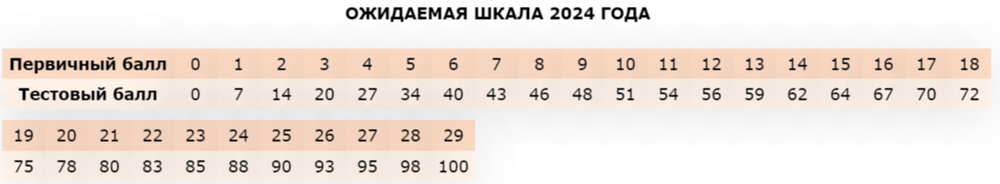 ОЖИДАЕМАЯ ШКАЛА 2024 ГОДА
Первичный балл 0 1 2 3 4 5 6 7 8 9 10 11 12 13 14 15 16 17 18
Тестовый балл 0 7 14 20 27 34 40 43 46 48 51 54 56 59 62 64 67 70 72
19 20 21 22 23 24 25 26 27 28 29
75 78 80 83 85 88 90 93 95 98 100